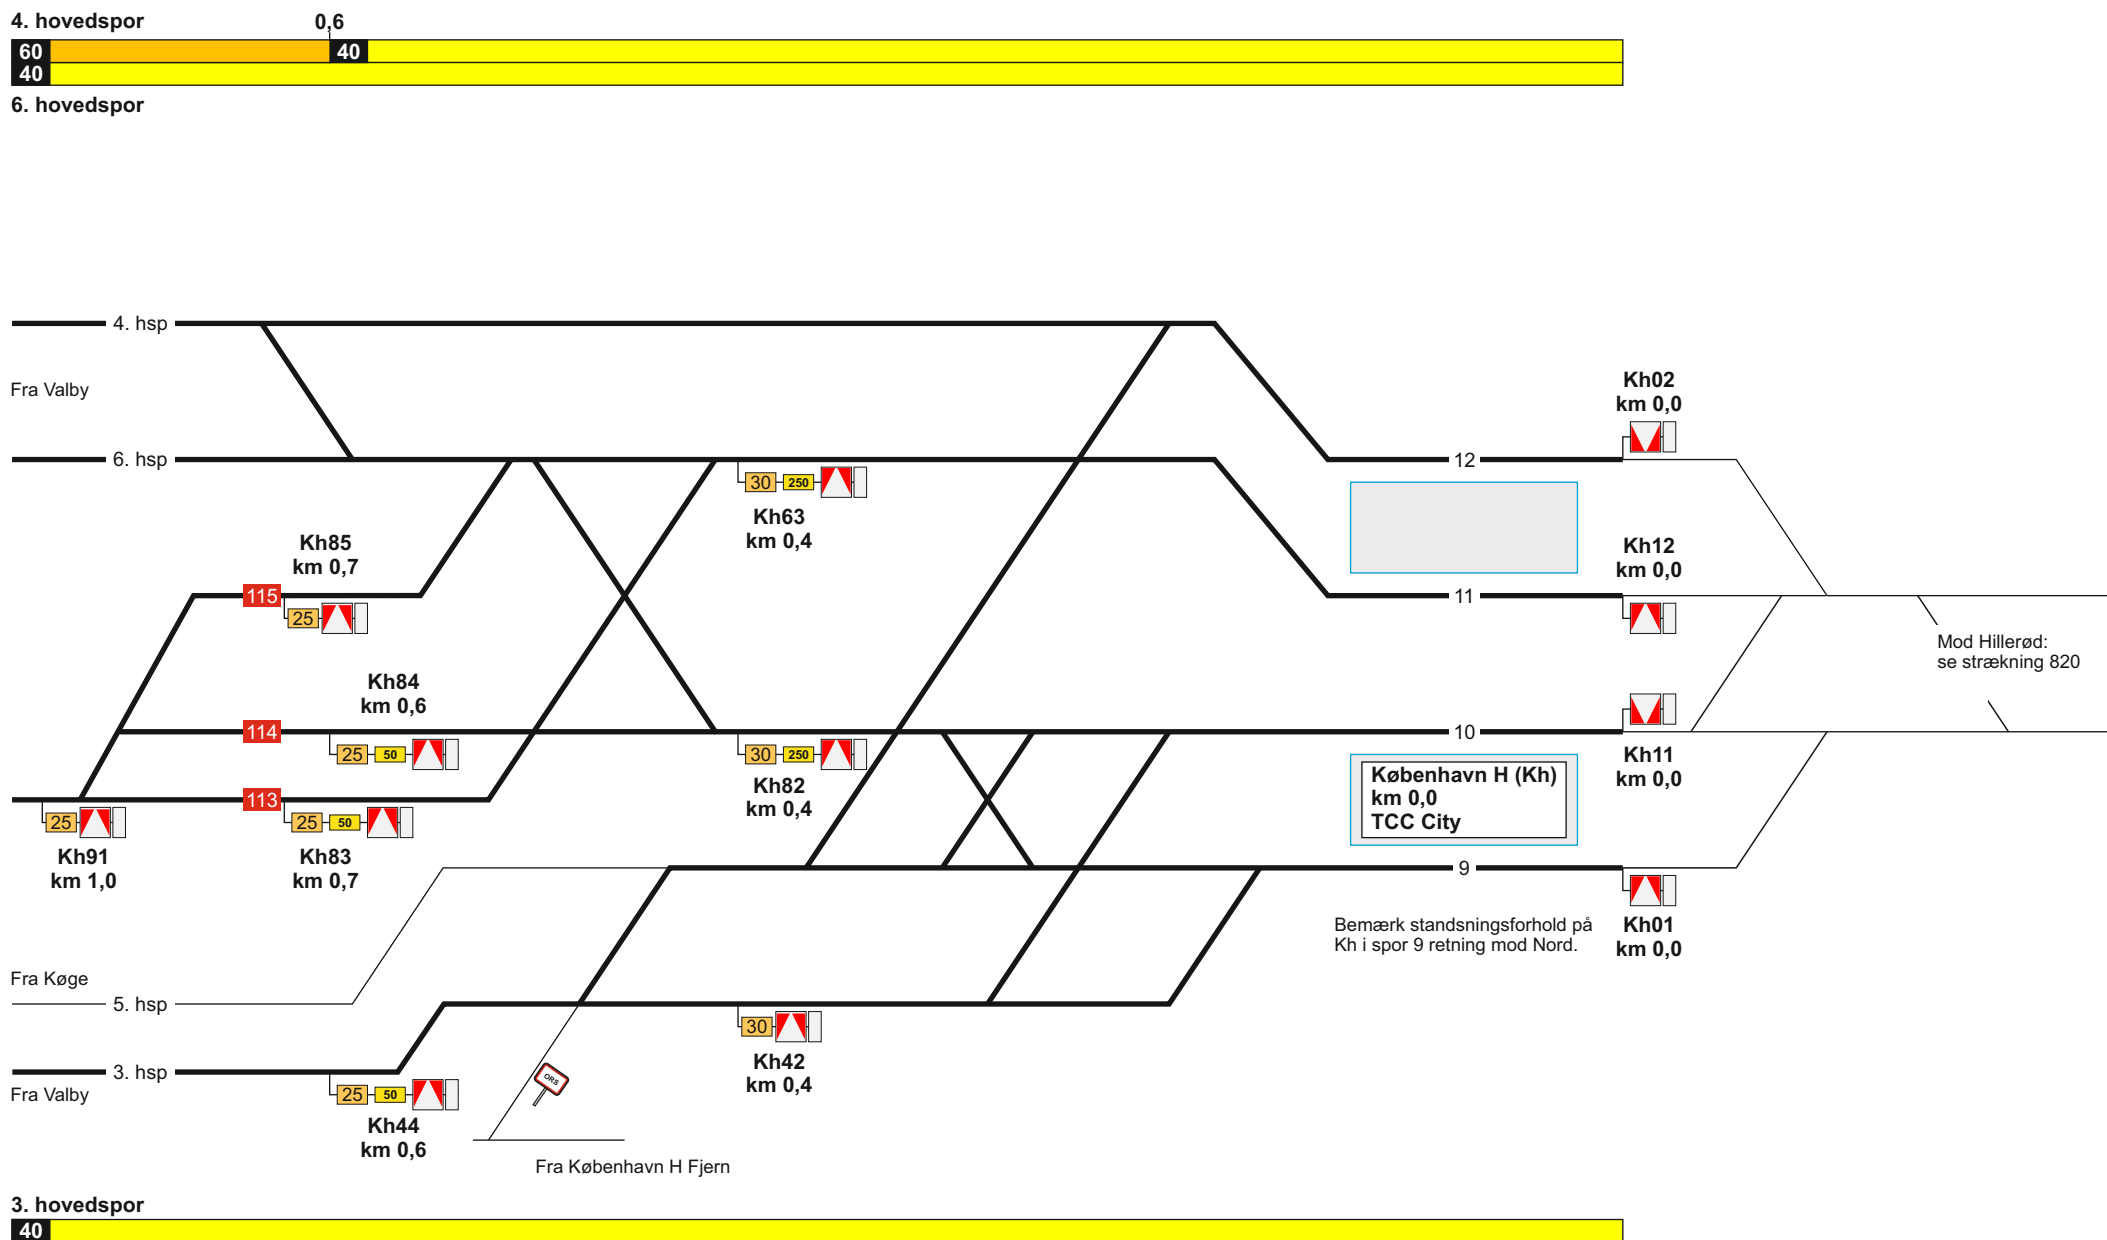 4. hovedspor
0,6
60
40
40
6. hovedspor
4. hsp
Fra Valby
6. hsp
Kh02
km 0,0
12
30
250
Kh63
km 0,4
Kh85
km 0,7
115
25
Kh12
km 0,0
11
Mod Hillerød:
se strækning 820
Kh84
km 0,6
114
25
50
30
250
Kh82
km 0,4
10
Kh11
km 0,0
København H (Kh)
km 0,0
TCC City
113
25
Kh91
km 1,0
25
50
Kh83
km 0,7
9
Bemærk standsningsforhold på
Kh i spor 9 retning mod Nord.
Kh01
km 0,0
Fra Køge
5. hsp
30
Kh42
km 0,4
3. hsp
Fra Valby
25
50
Kh44
km 0,6
ORS
Fra København H Fjern
3. hovedspor
40